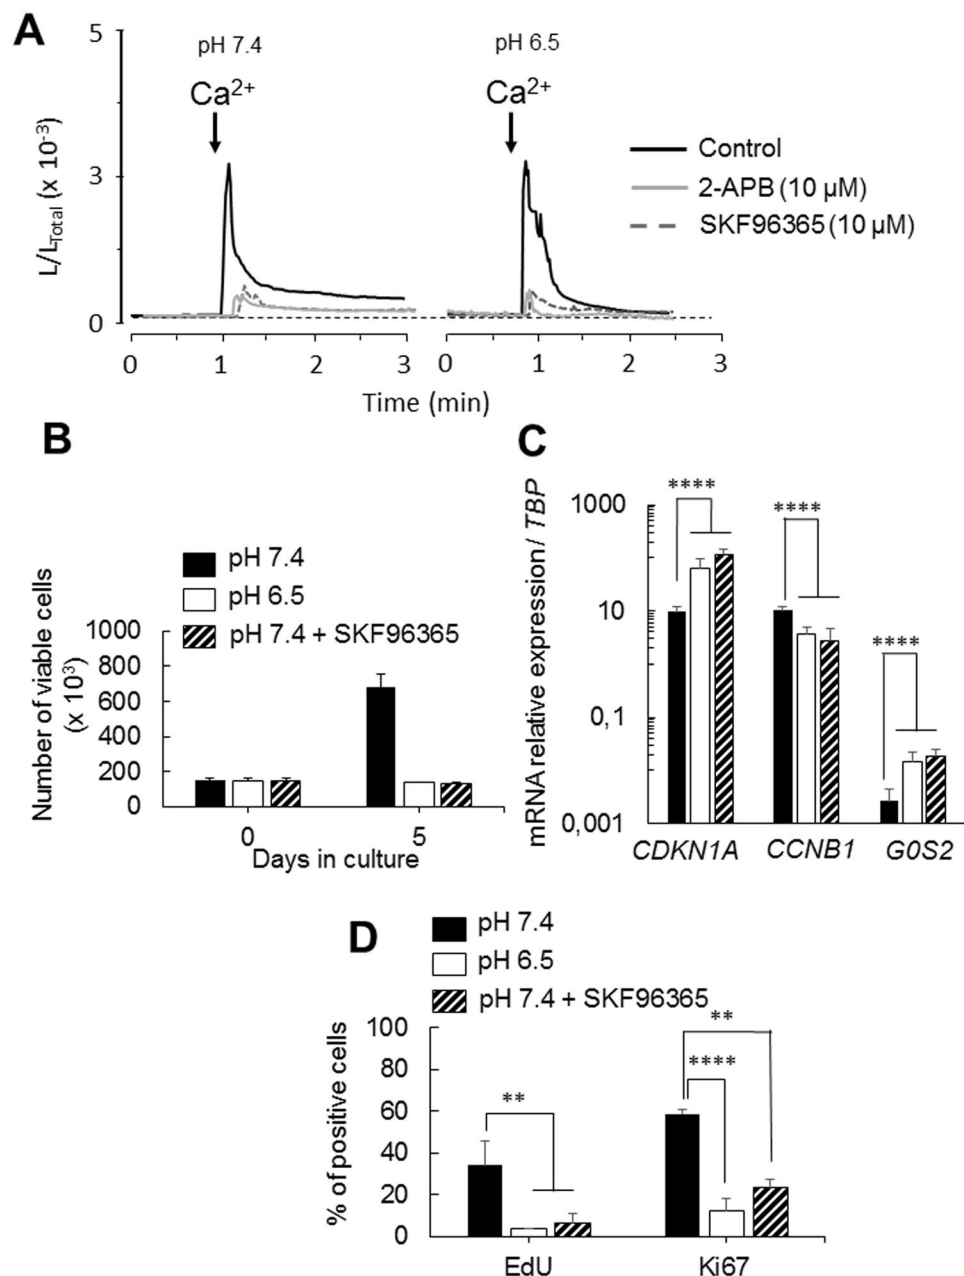 A
5
3
0
L/L Total (x 10-3)
pH 7.4
Ca2+
pH 6.5
Ca2+
Control
2-APB (10 µM)
SKF96365 (10 µM)
0 1 2 3
0 1 2 3
Time (min)
B
pH 7.4
pH 6.5
pH 7.4 + SKF96365
Number of viable cells
(x 10³)
1000
800
600
400
200
0
0 5
Days in culture
C
mRNA relative expression / TBP
1000
10
0,1
0,001
****
****
****
CDKN1A CCNB1 G0S2
D
pH 7.4
pH 6.5
pH 7.4 + SKF96365
% of positive cells
100
80
60
40
20
0
**
**
****
EdU Ki67